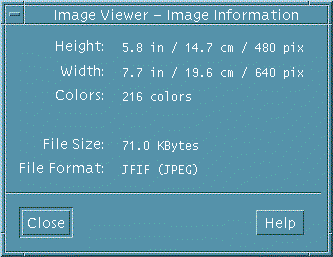 Image Viewer – Image Information
Height: 5.8 in / 14.7 cm / 480 pix
Width: 7.7 in / 19.6 cm / 640 pix
Colors: 216 colors
File Size: 71.0 KBytes
File Format: JFIF (JPEG)
Close Help